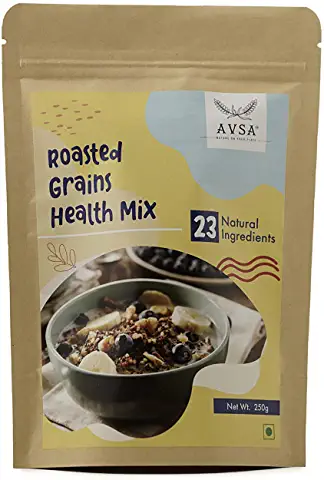 AVSA®
Roasted
Grains
Health Mix
23 Natural
Ingredients
Net Wt. 250g